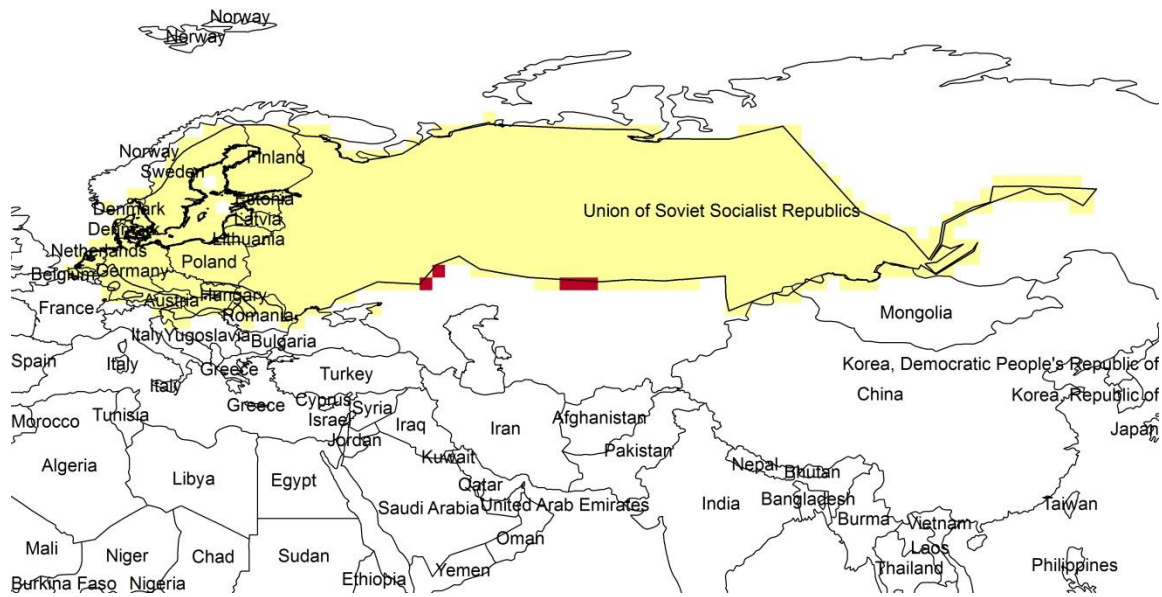 Norway
Norway
Norway
Sweden
Finland
Denmark
Estonia
Denmark
Latvia
Union of Soviet Socialist Republics
Lithuania
Netherlands
Poland
Belgium
Germany
Austria
Hungary
France
Romania
Mongolia
Italy
Yugoslavia
Bulgaria
Spain
Italy
Greece
Turkey
Korea, Democratic People's Republic of
Italy
China
Korea, Republic of
Greece
Cyprus
Syria
Morocco
Tunisia
Israel
Iraq
Iran
Afghanistan
Japan
Jordan
Pakistan
Algeria
Kuwait
Nepal
Bhutan
Libya
Egypt
Qatar
Saudi Arabia
United Arab Emirates
India
Bangladesh
Taiwan
Burma
Vietnam
Oman
Mali
Niger
Chad
Sudan
Laos
Yemen
Thailand
Philippines
Burkina Faso
Nigeria
Ethiopia